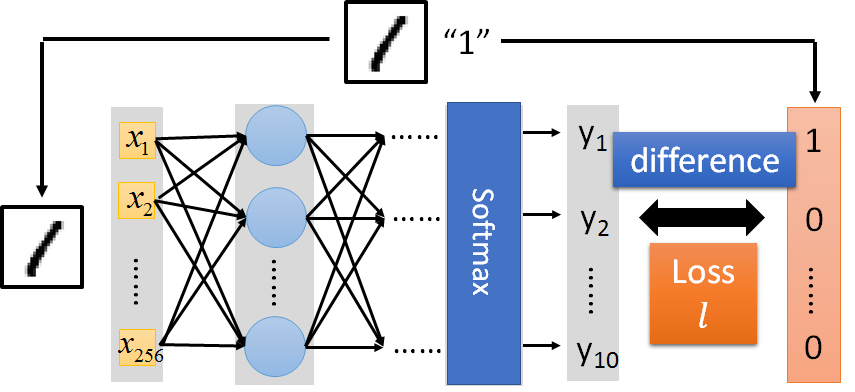 “1”
x₁
x₂
⋮
x₂₅₆
……
……
……
Softmax
y₁
y₂
⋮
y₁₀
difference
Loss
l
1
0
⋮
0